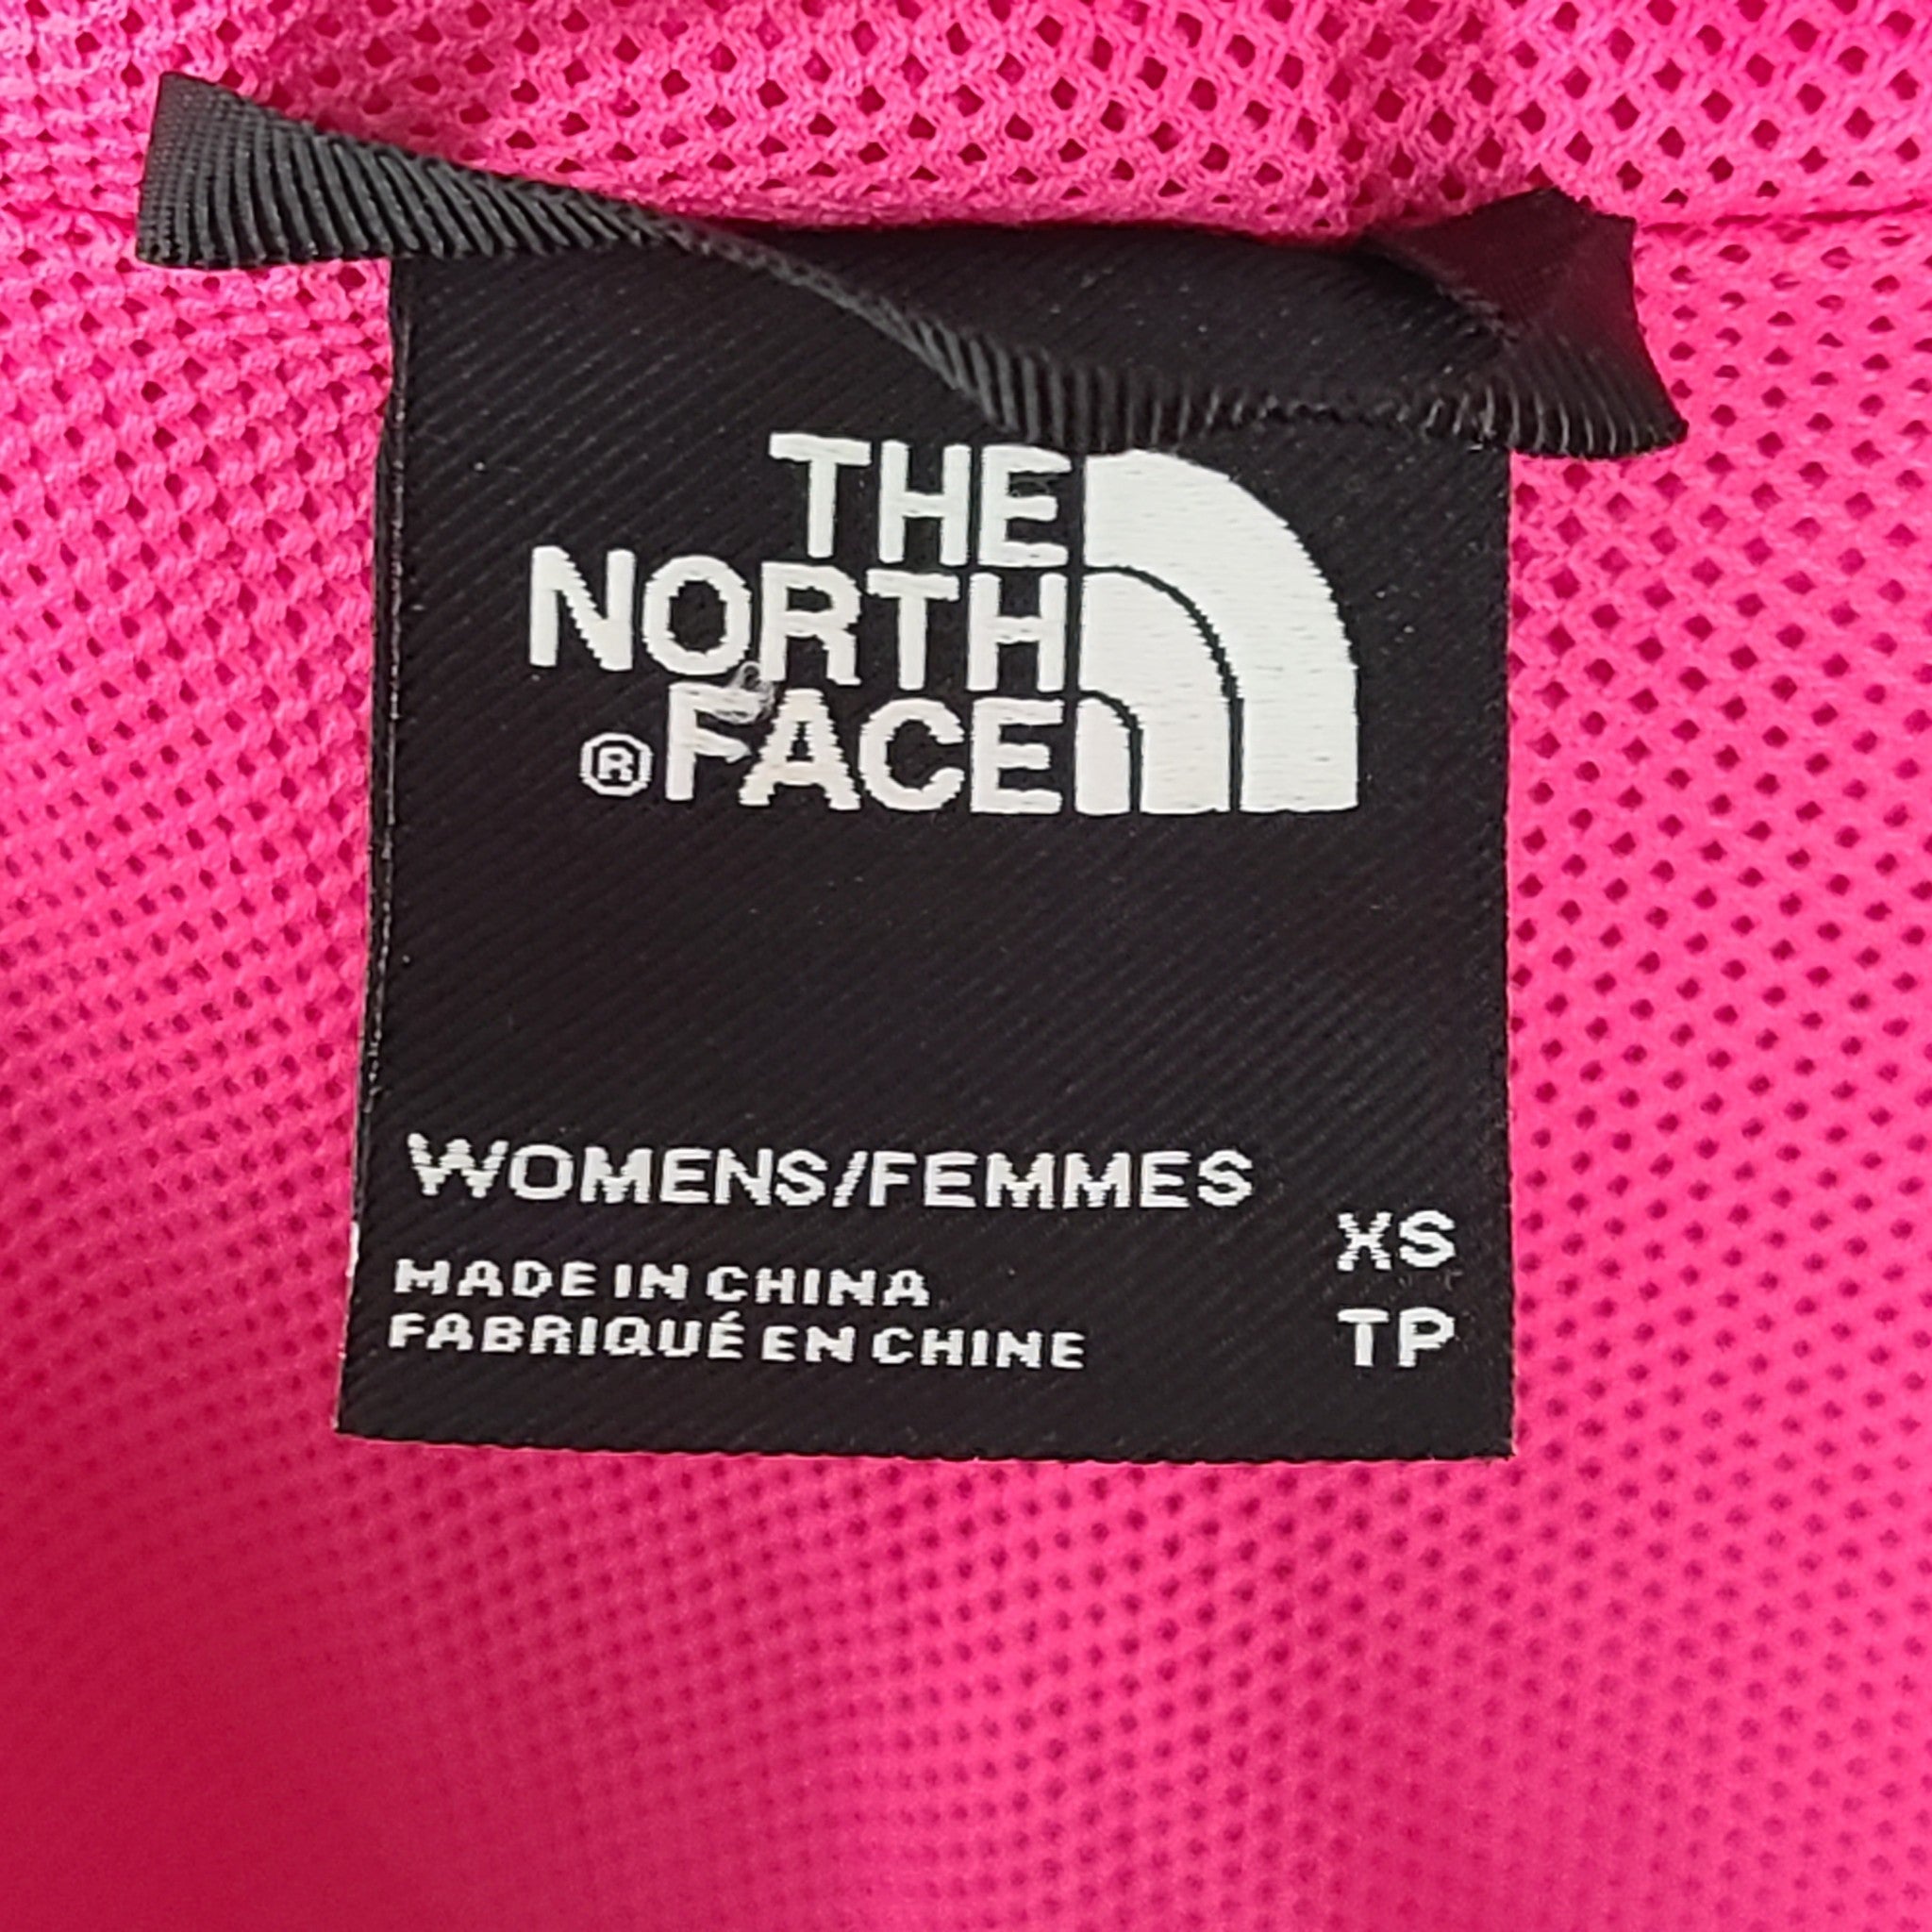 THE
NORTH
®FACE
WOMENS/FEMMES
XS
MADE IN CHINA
FABRIQUÉ EN CHINE
TP